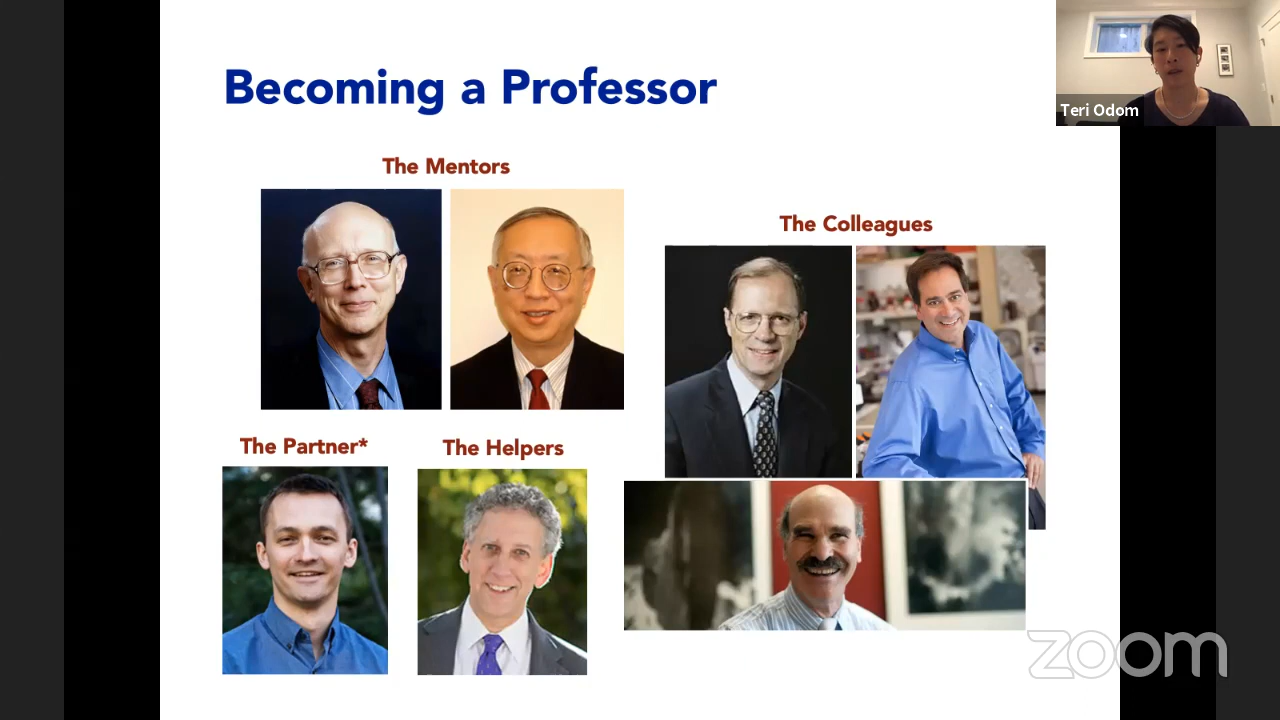 Becoming a Professor
Teri Odom
The Mentors
The Colleagues
The Partner*
The Helpers
zoom